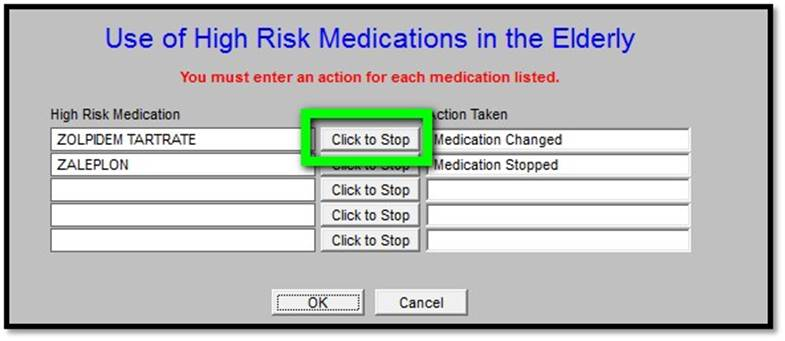 Use of High Risk Medications in the Elderly
You must enter an action for each medication listed.
High Risk Medication Action Taken
ZOLPIDEM TARTRATE Click to Stop Medication Changed
ZALEPLON Click to Stop Medication Stopped
Click to Stop
Click to Stop
Click to Stop
OK Cancel